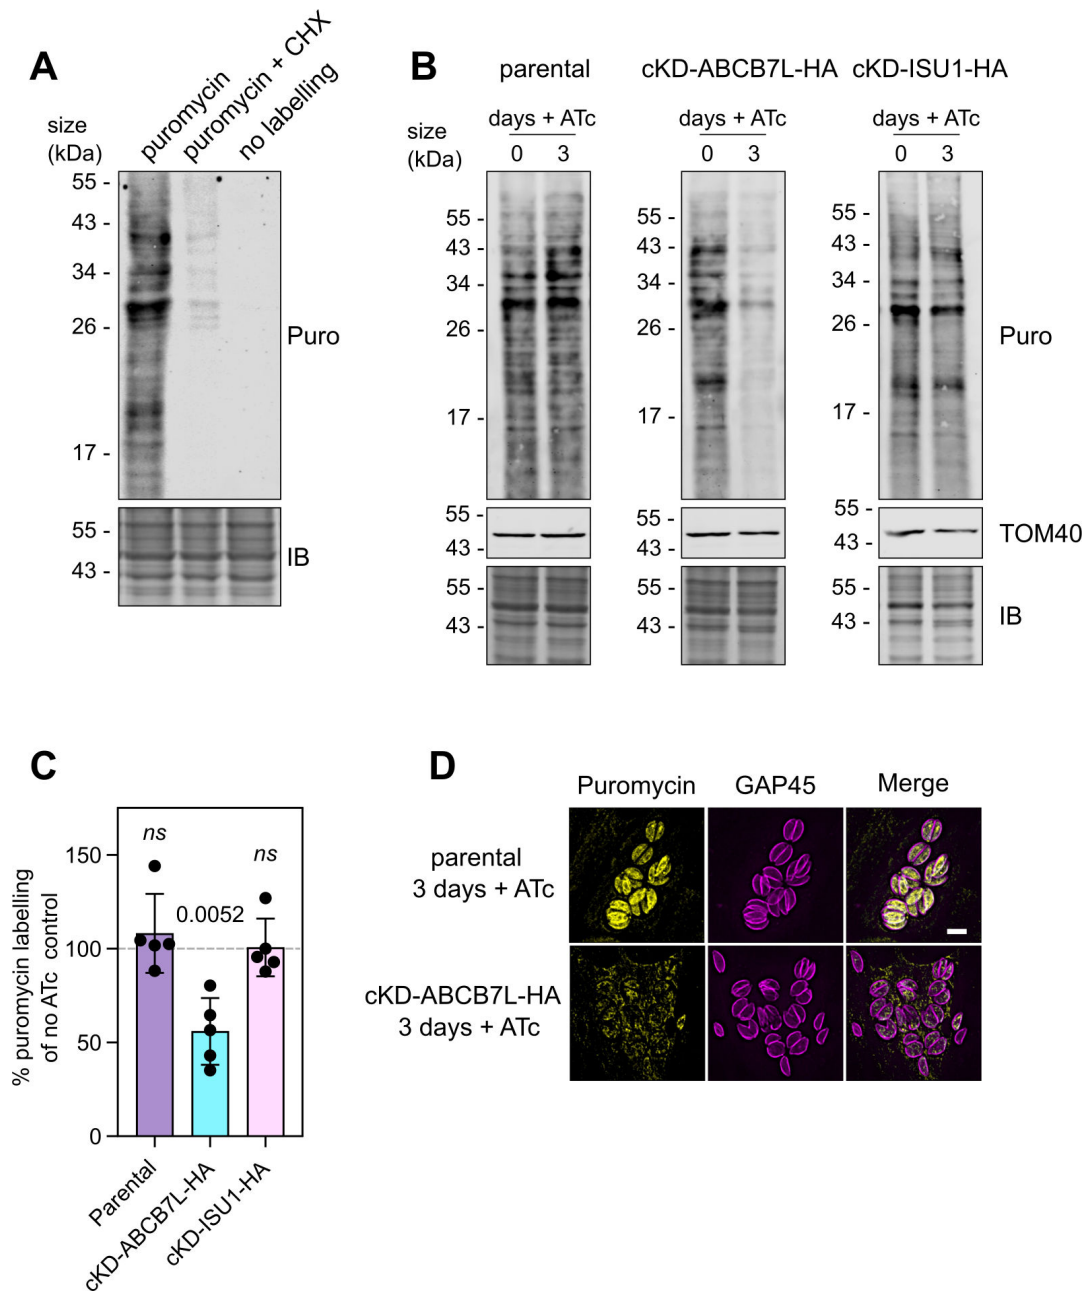 A
puromycin
puromycin + CHX
no labelling
size
(kDa)
55 -
43 -
34 -
26 -
17 -
Puro
55 -
43 -
IB
B
parental
cKD-ABCB7L-HA
cKD-ISU1-HA
size
(kDa)
days + ATc
0 3
days + ATc
0 3
days + ATc
0 3
55 -
43 -
34 -
26 -
17 -
55 -
43 -
34 -
26 -
17 -
55 -
43 -
34 -
26 -
17 -
Puro
55 -
43 -
55 -
43 -
55 -
43 -
TOM40
55 -
43 -
55 -
43 -
55 -
43 -
IB
C
% puromycin labelling
of no ATc control
150
100
50
0
ns
0.0052
ns
Parental
cKD-ABCB7L-HA
cKD-ISU1-HA
D
Puromycin
GAP45
Merge
parental
3 days + ATc
cKD-ABCB7L-HA
3 days + ATc